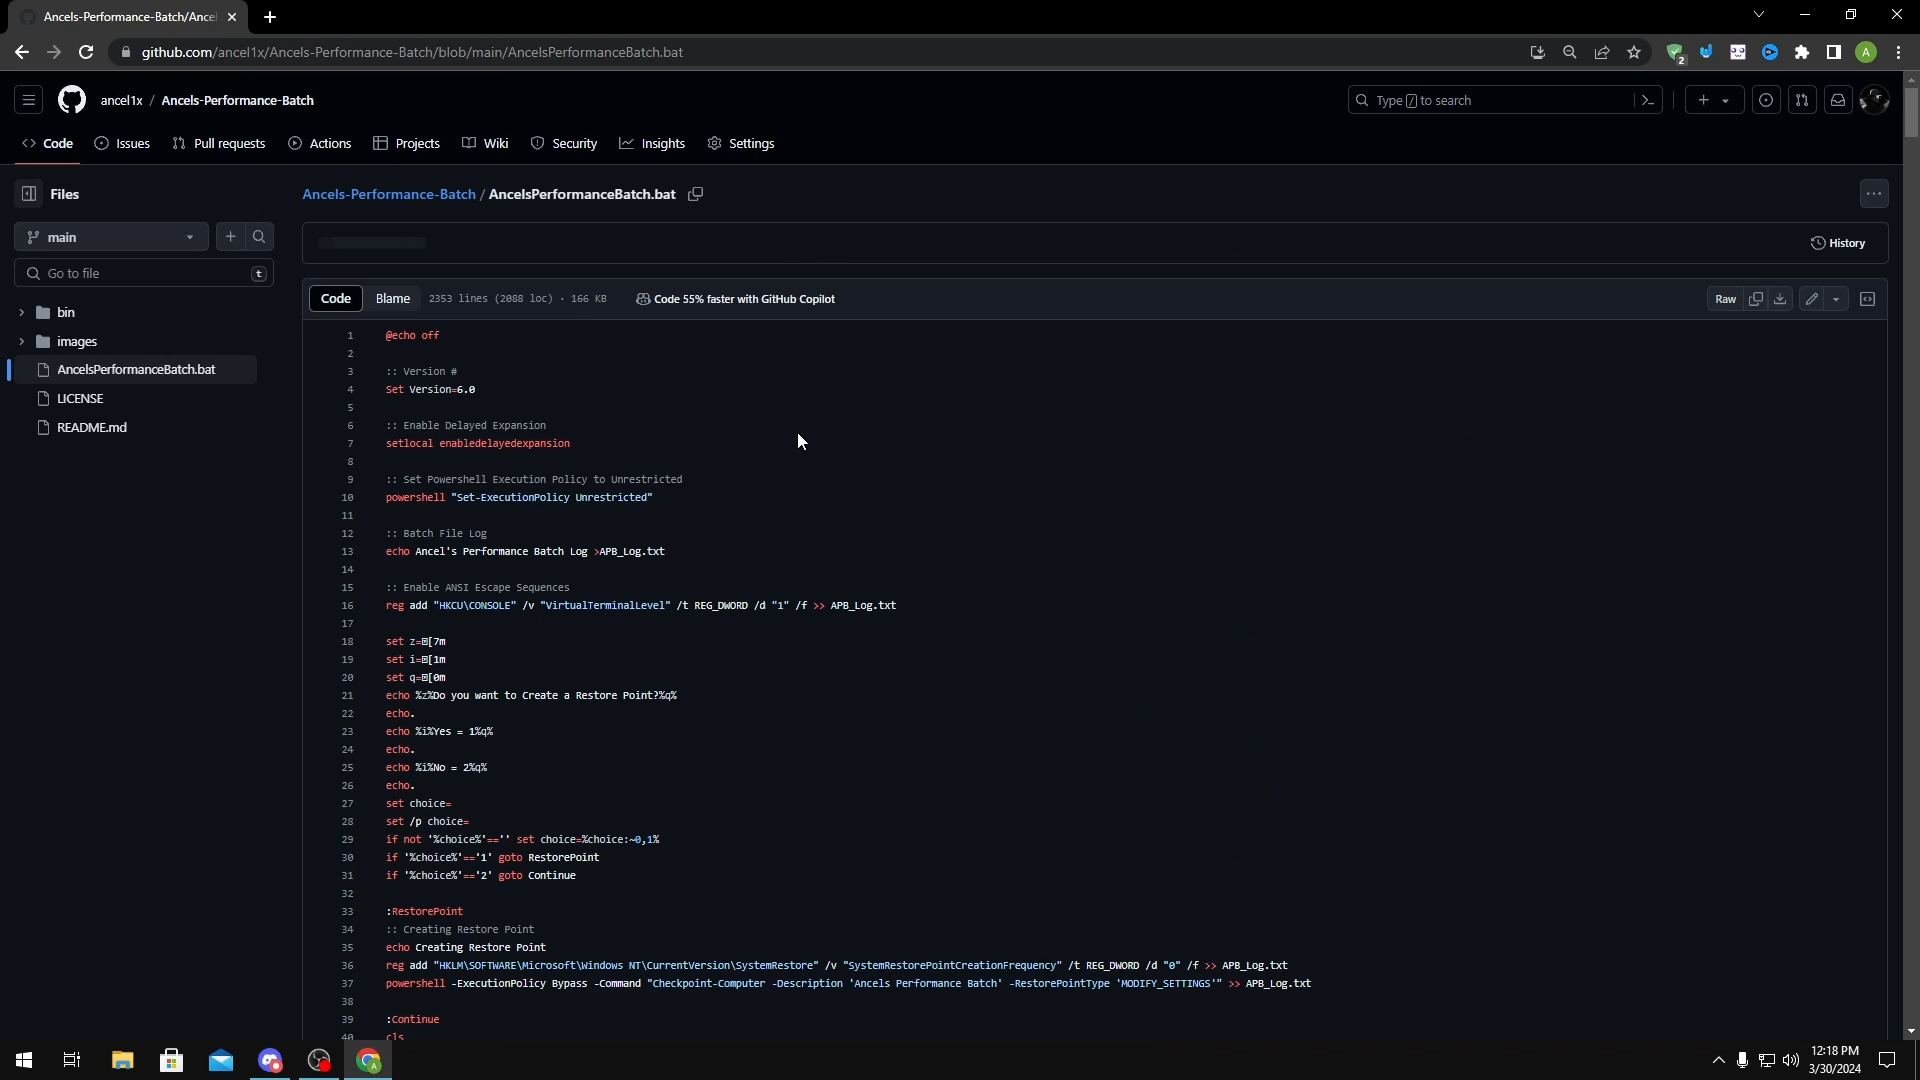 Ancels-Performance-Batch/Ancel
github.com/ancel1x/Ancels-Performance-Batch/blob/main/AncelsPerformanceBatch.bat
2
A
ancel1x / Ancels-Performance-Batch
Type / to search
Code
Issues
Pull requests
Actions
Projects
Wiki
Security
Insights
Settings
Files
main
Go to file
t
bin
images
AncelsPerformanceBatch.bat
LICENSE
README.md
Ancels-Performance-Batch / AncelsPerformanceBatch.bat
History
Code
Blame
2353 lines (2088 loc) · 166 KB
Code 55% faster with GitHub Copilot
Raw
1 @echo off
2
3 :: Version #
4 Set Version=6.0
5
6 :: Enable Delayed Expansion
7 setlocal enabledelayedexpansion
8
9 :: Set Powershell Execution Policy to Unrestricted
10 powershell "Set-ExecutionPolicy Unrestricted"
11
12 :: Batch File Log
13 echo Ancel's Performance Batch Log >APB_Log.txt
14
15 :: Enable ANSI Escape Sequences
16 reg add "HKCU\CONSOLE" /v "VirtualTerminalLevel" /t REG_DWORD /d "1" /f >> APB_Log.txt
17
18 set z=[7m
19 set i=[1m
20 set q=[0m
21 echo %z%Do you want to Create a Restore Point?%q%
22 echo.
23 echo %i%Yes = 1%q%
24 echo.
25 echo %i%No = 2%q%
26 echo.
27 set choice=
28 set /p choice=
29 if not '%choice%'=='' set choice=%choice:~0,1%
30 if '%choice%'=='1' goto RestorePoint
31 if '%choice%'=='2' goto Continue
32
33 :RestorePoint
34 :: Creating Restore Point
35 echo Creating Restore Point
36 reg add "HKLM\SOFTWARE\Microsoft\Windows NT\CurrentVersion\SystemRestore" /v "SystemRestorePointCreationFrequency" /t REG_DWORD /d "0" /f >> APB_Log.txt
37 powershell -ExecutionPolicy Bypass -Command "Checkpoint-Computer -Description 'Ancels Performance Batch' -RestorePointType 'MODIFY_SETTINGS'" >> APB_Log.txt
38
39 :Continue
40 cls
12:18 PM
3/30/2024